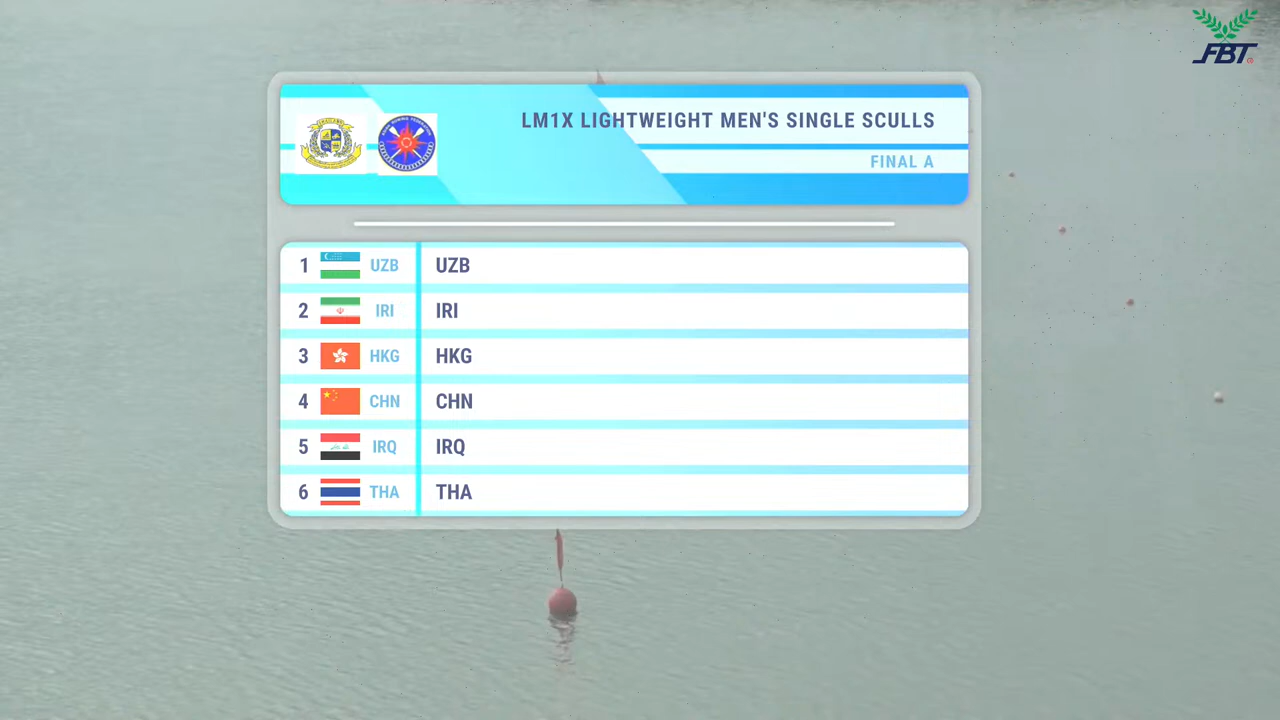 FBT
LM1X LIGHTWEIGHT MEN'S SINGLE SCULLS
FINAL A
1 UZB UZB
2 IRI IRI
3 HKG HKG
4 CHN CHN
5 IRQ IRQ
6 THA THA